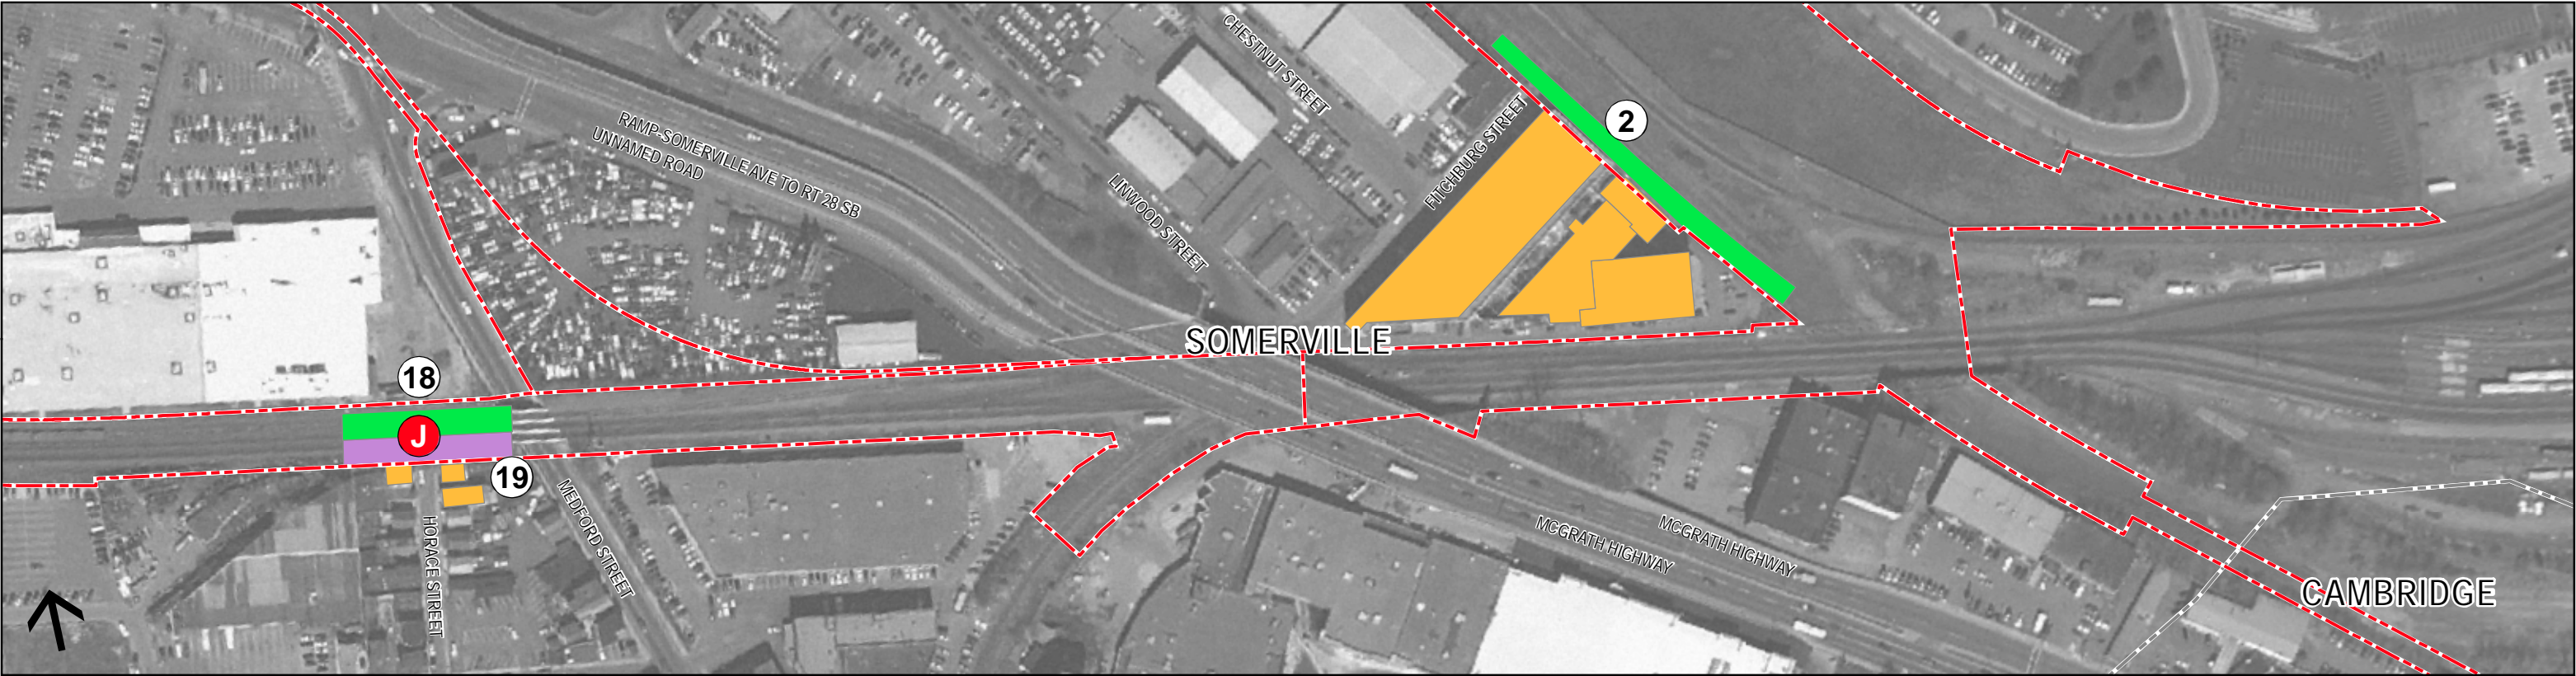 CHESTNUT STREET
2
RAMP-SOMERVILLE AVE TO RT 28 SB
UNNAMED ROAD
FITCHBURG STREET
LINWOOD STREET
SOMERVILLE
18
J
19
MEDFORD STREET
HORACE STREET
MCGRATH HIGHWAY
MCGRATH HIGHWAY
CAMBRIDGE